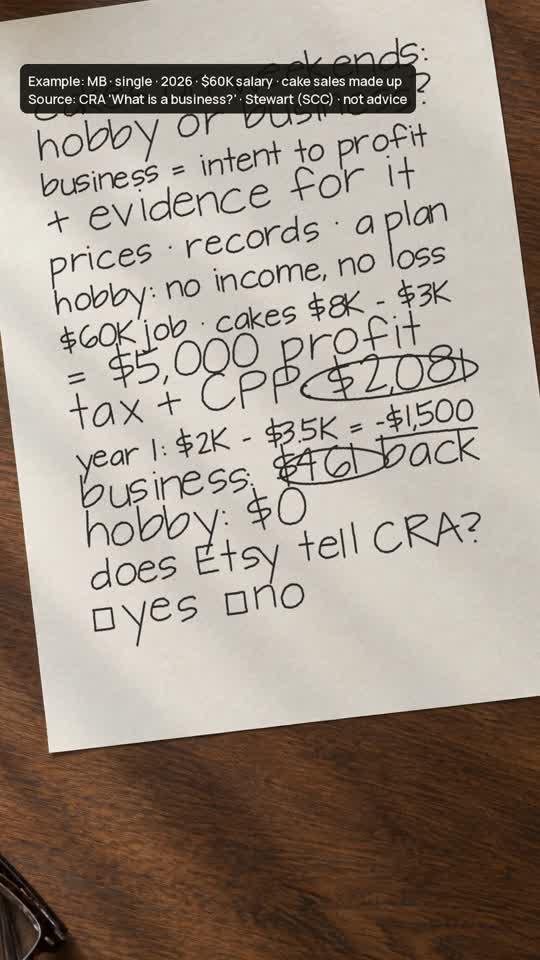 Example: MB · single · 2026 · $60K salary · cake sales made up
Source: CRA 'What is a business?' · Stewart (SCC) · not advice
ends:
hobby or business?
business = intent to profit
+ evidence for it
prices · records · a plan
hobby: no income, no loss
$60K job · cakes $8K - $3K
= $5,000 profit
tax + CPP $2,081
year 1: $2K - $3.5K = -$1,500
business: $461 back
hobby: $0
does Etsy tell CRA?
□yes □no